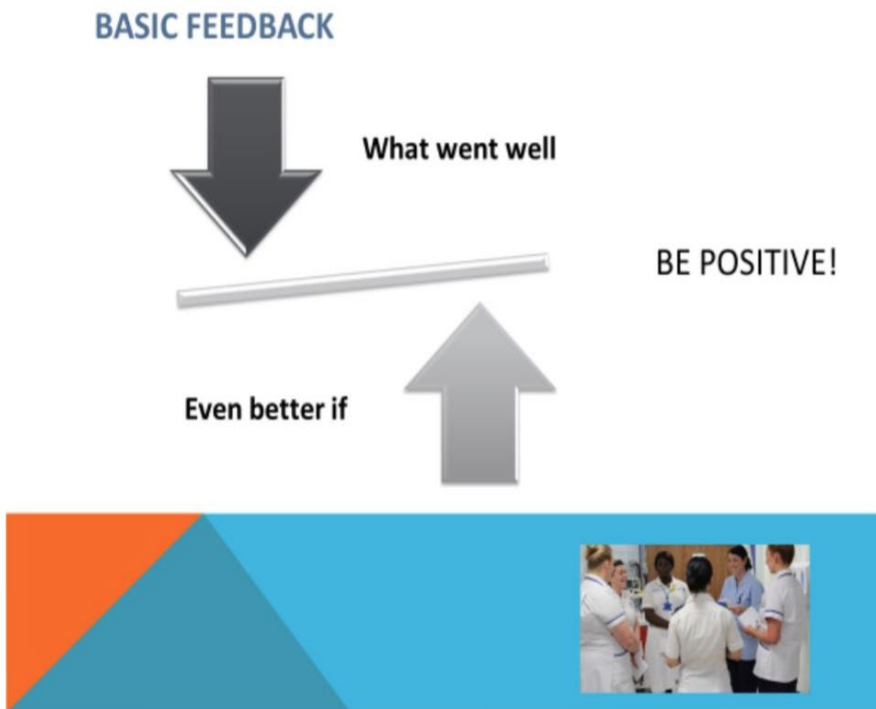 BASIC FEEDBACK
What went well
BE POSITIVE!
Even better if